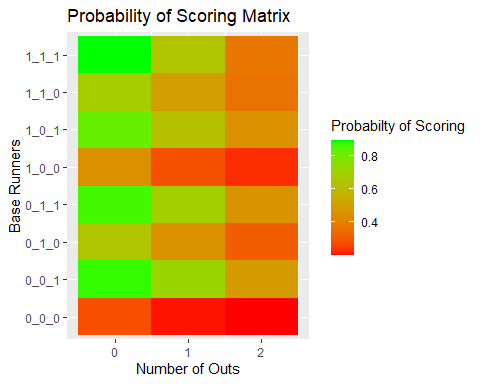 Probability of Scoring Matrix
Base Runners
1_1_1
1_1_0
1_0_1
1_0_0
0_1_1
0_1_0
0_0_1
0_0_0
0 1 2
Number of Outs
Probabilty of Scoring
0.8
0.6
0.4